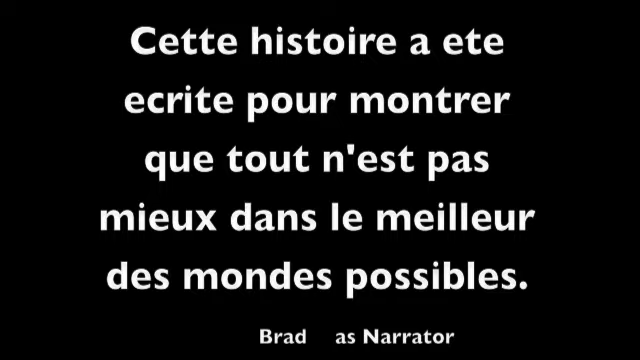 Cette histoire a ete
ecrite pour montrer
que tout n'est pas
mieux dans le meilleur
des mondes possibles.
Brad as Narrator